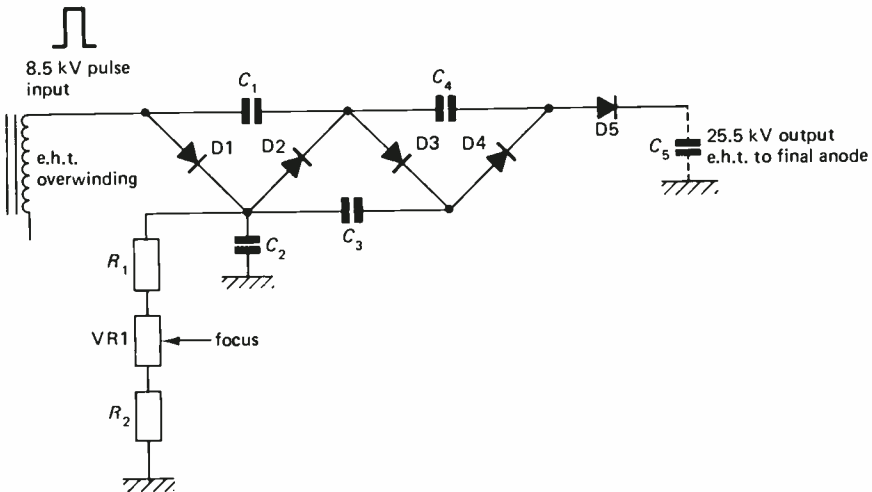 8.5 kV pulse
input
C1
C4
D1
D2
D3
D4
D5
C5
25.5 kV output
e.h.t. to final anode
e.h.t.
overwinding
C3
C2
R1
VR1
focus
R2